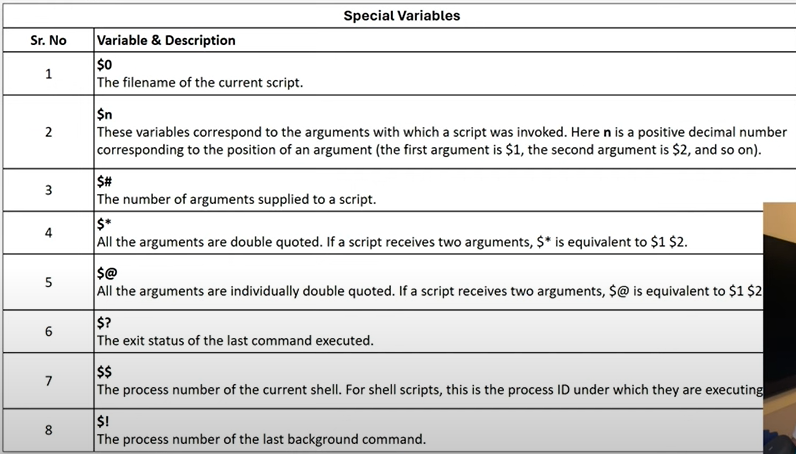 Special Variables
Sr. No Variable & Description
1
$0
The filename of the current script.
2
$n
These variables correspond to the arguments with which a script was invoked. Here n is a positive decimal number
corresponding to the position of an argument (the first argument is $1, the second argument is $2, and so on).
3
$#
The number of arguments supplied to a script.
4
$*
All the arguments are double quoted. If a script receives two arguments, $* is equivalent to $1 $2.
5
$@
All the arguments are individually double quoted. If a script receives two arguments, $@ is equivalent to $1 $2
6
$?
The exit status of the last command executed.
7
$$
The process number of the current shell. For shell scripts, this is the process ID under which they are executing
8
$!
The process number of the last background command.